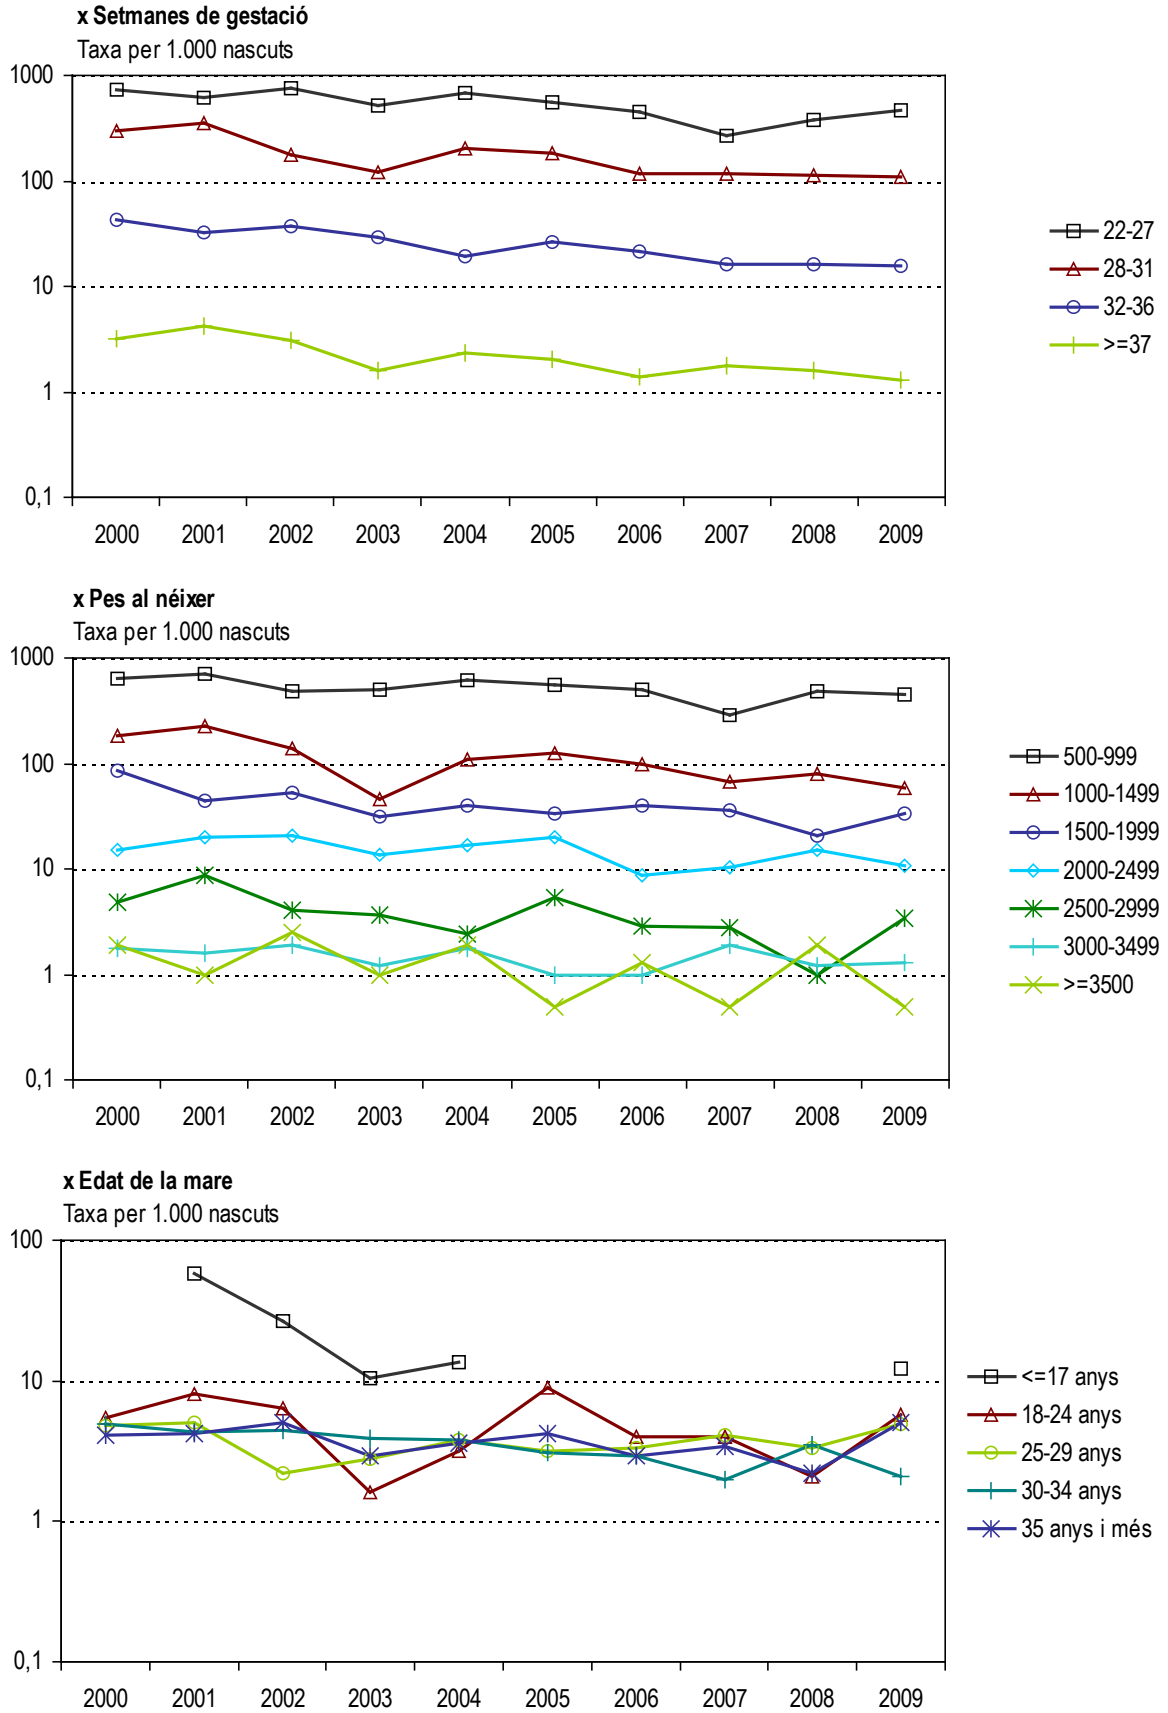 x Setmanes de gestació
Taxa per 1.000 nascuts
1000
100
10
1
0,1
2000 2001 2002 2003 2004 2005 2006 2007 2008 2009
22-27
28-31
32-36
>=37
x Pes al néixer
Taxa per 1.000 nascuts
1000
100
10
1
0,1
2000 2001 2002 2003 2004 2005 2006 2007 2008 2009
500-999
1000-1499
1500-1999
2000-2499
2500-2999
3000-3499
>=3500
x Edat de la mare
Taxa per 1.000 nascuts
100
10
1
0,1
2000 2001 2002 2003 2004 2005 2006 2007 2008 2009
<=17 anys
18-24 anys
25-29 anys
30-34 anys
35 anys i més